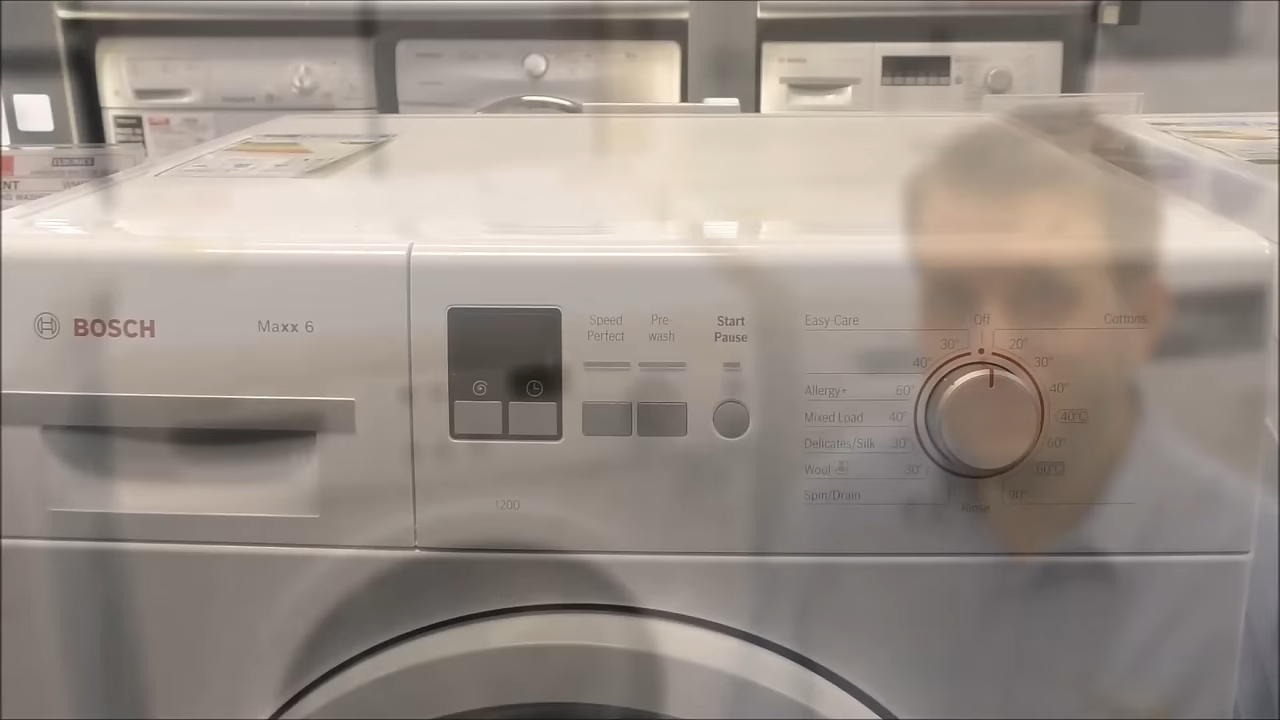 BOSCH
Maxx 6
Speed Perfect
Pre-wash
Start Pause
1200
Easy-Care
Off
Cottons
30°
20°
40°
30°
Allergy+ 60°
40°
Mixed Load 40°
40°C
Delicates/Silk 30°
60°
Wool 30°
60°C
Spin/Drain
Rinse
90°